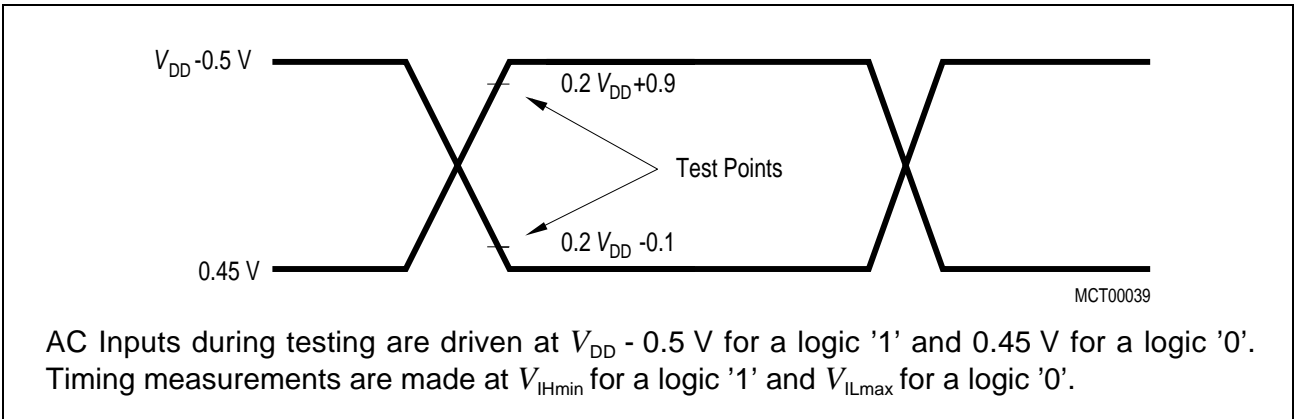 V_DD -0.5 V
0.2 V_DD+0.9
Test Points
0.2 V_DD -0.1
0.45 V
MCT00039
AC Inputs during testing are driven at V_DD - 0.5 V for a logic ’1’ and 0.45 V for a logic ’0’.
Timing measurements are made at V_IHmin for a logic ’1’ and V_ILmax for a logic ’0’.